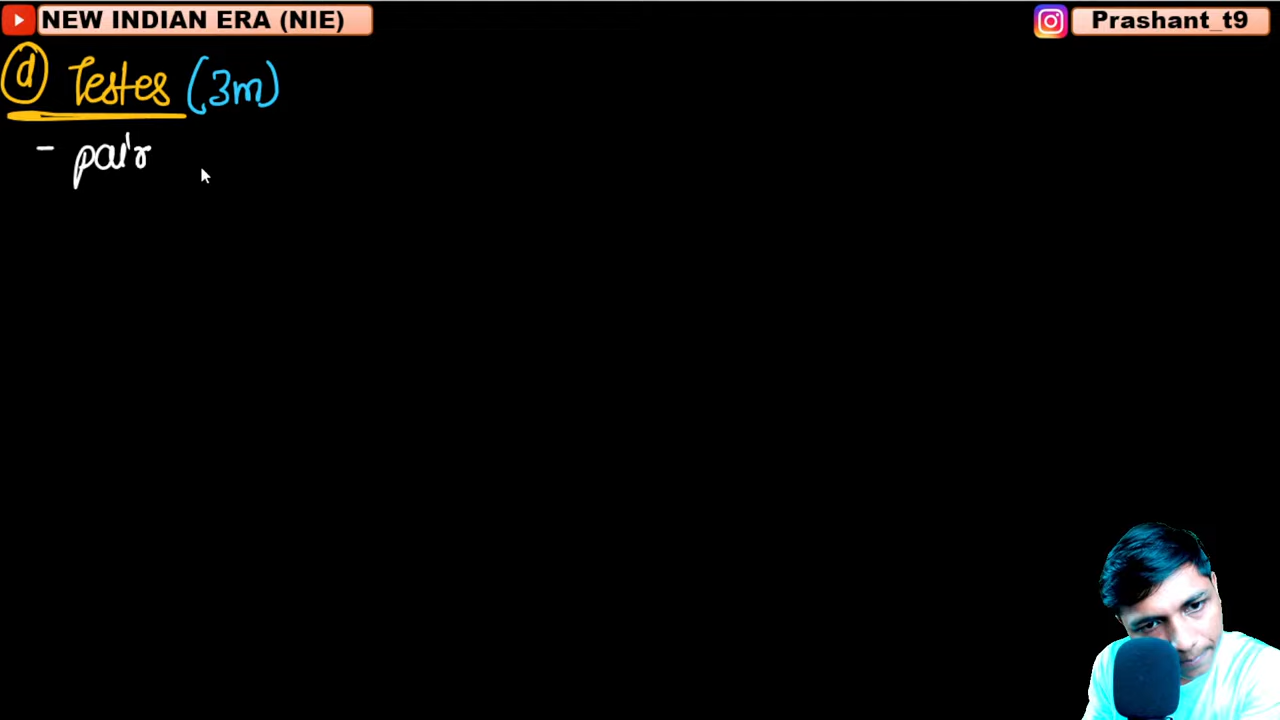 NEW INDIAN ERA (NIE)
Prashant_t9
d Testes (3m)
- pair